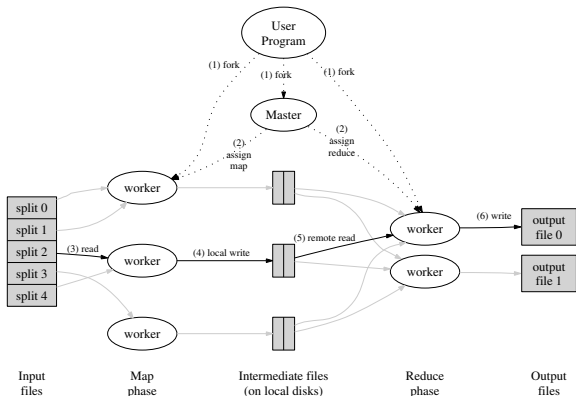 User
Program
(1) fork
(1) fork
(1) fork
Master
(2)
assign
map
(2)
assign
reduce
worker
split 0
split 1
split 2
split 3
split 4
(3) read
worker
(4) local write
(5) remote read
worker
worker
worker
(6) write
output
file 0
output
file 1
Input
files
Map
phase
Intermediate files
(on local disks)
Reduce
phase
Output
files